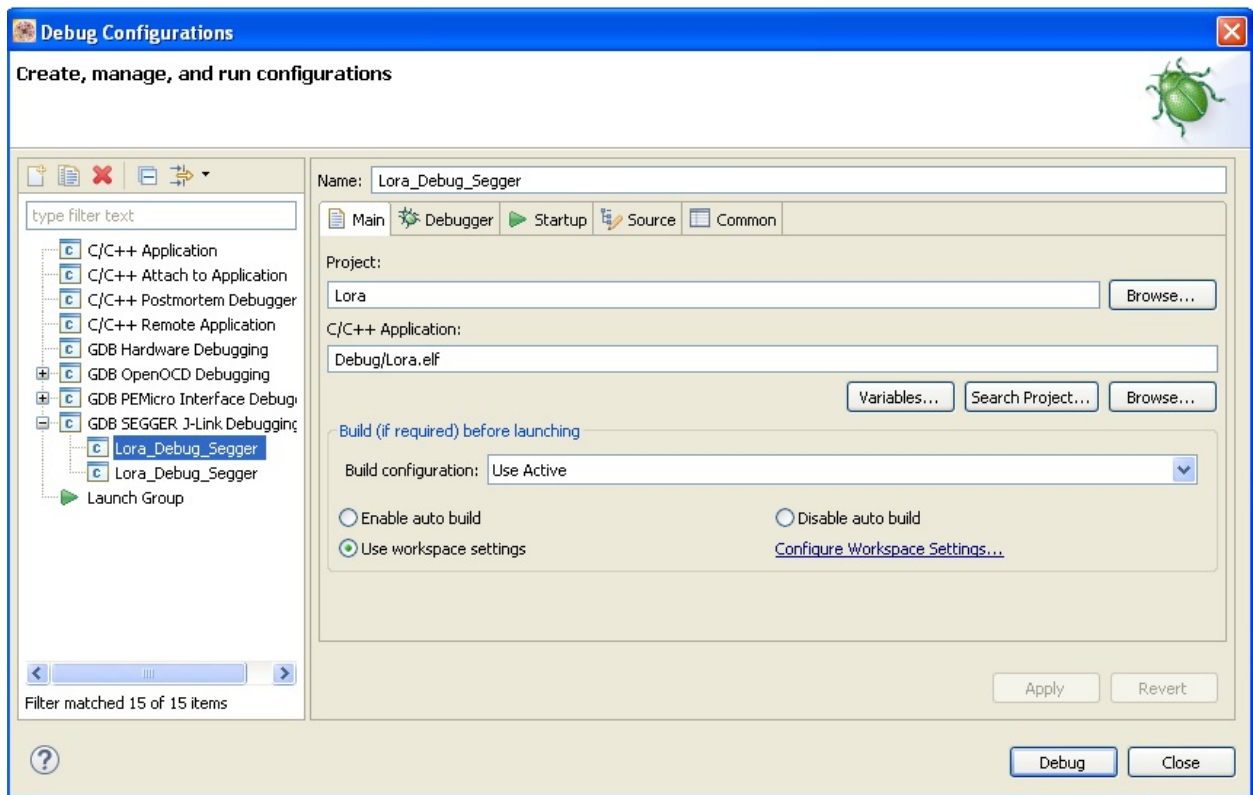 Debug Configurations
Create, manage, and run configurations
type filter text
C/C++ Application
C/C++ Attach to Application
C/C++ Postmortem Debugger
C/C++ Remote Application
GDB Hardware Debugging
GDB OpenOCD Debugging
GDB PEMicro Interface Debug
GDB SEGGER J-Link Debugging
Lora_Debug_Segger
Lora_Debug_Segger
Launch Group
Filter matched 15 of 15 items
Name: Lora_Debug_Segger
Main Debugger Startup Source Common
Project:
Lora Browse...
C/C++ Application:
Debug/Lora.elf
Variables... Search Project... Browse...
Build (if required) before launching
Build configuration: Use Active
Enable auto build Disable auto build
Use workspace settings Configure Workspace Settings...
Apply Revert
? Debug Close